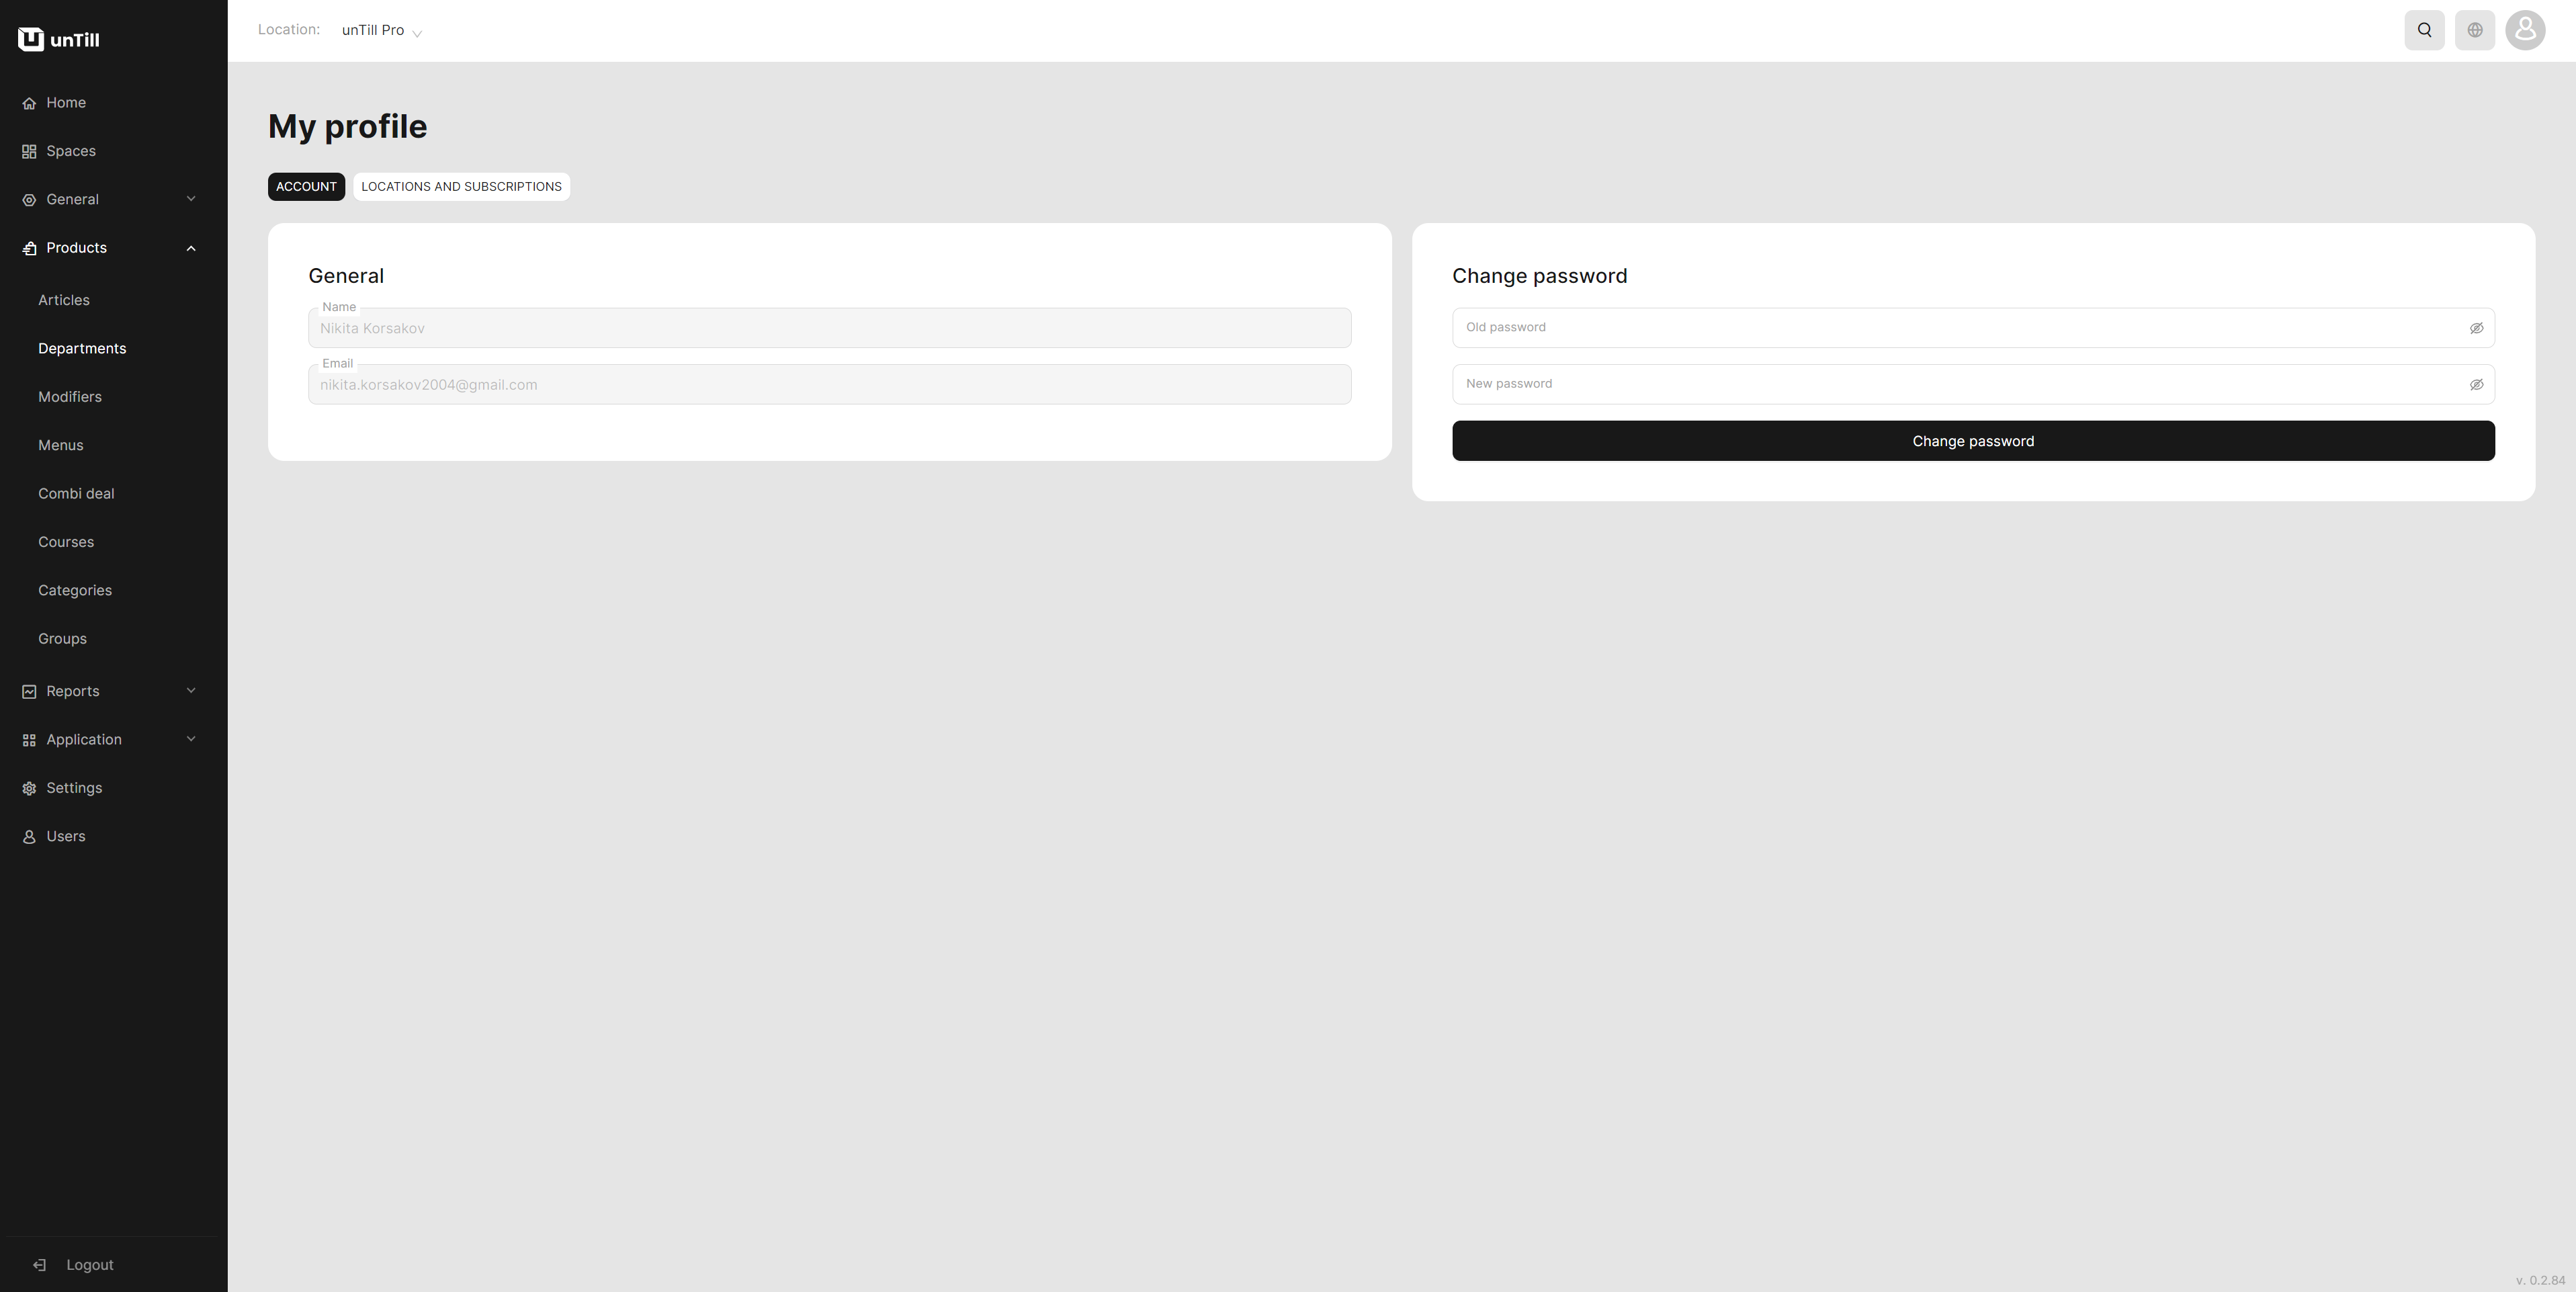 unTill
Location: unTill Pro
Home
Spaces
General
Products
Articles
Departments
Modifiers
Menus
Combi deal
Courses
Categories
Groups
Reports
Application
Settings
Users
Logout
My profile
ACCOUNT LOCATIONS AND SUBSCRIPTIONS
General
Name
Nikita Korsakov
Email
nikita.korsakov2004@gmail.com
Change password
Old password
New password
Change password
v. 0.2.84